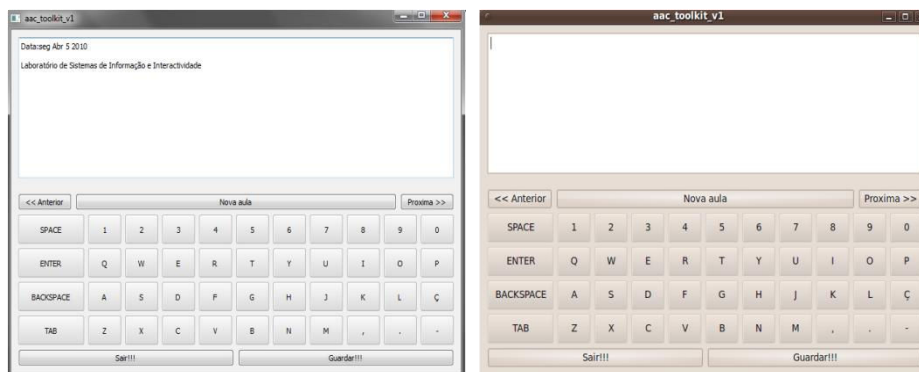 aac_toolkit_v1
Data:seg Abr 5 2010
Laboratório de Sistemas de Informação e Interactividade
<< Anterior Nova aula Proxima >>
SPACE 1 2 3 4 5 6 7 8 9 0
ENTER Q W E R T Y U I O P
BACKSPACE A S D F G H J K L Ç
TAB Z X C V B N M , . -
Sair!!! Guardar!!!
aac_toolkit_v1
<< Anterior Nova aula Proxima >>
SPACE 1 2 3 4 5 6 7 8 9 0
ENTER Q W E R T Y U I O P
BACKSPACE A S D F G H J K L Ç
TAB Z X C V B N M , . -
Sair!!! Guardar!!!